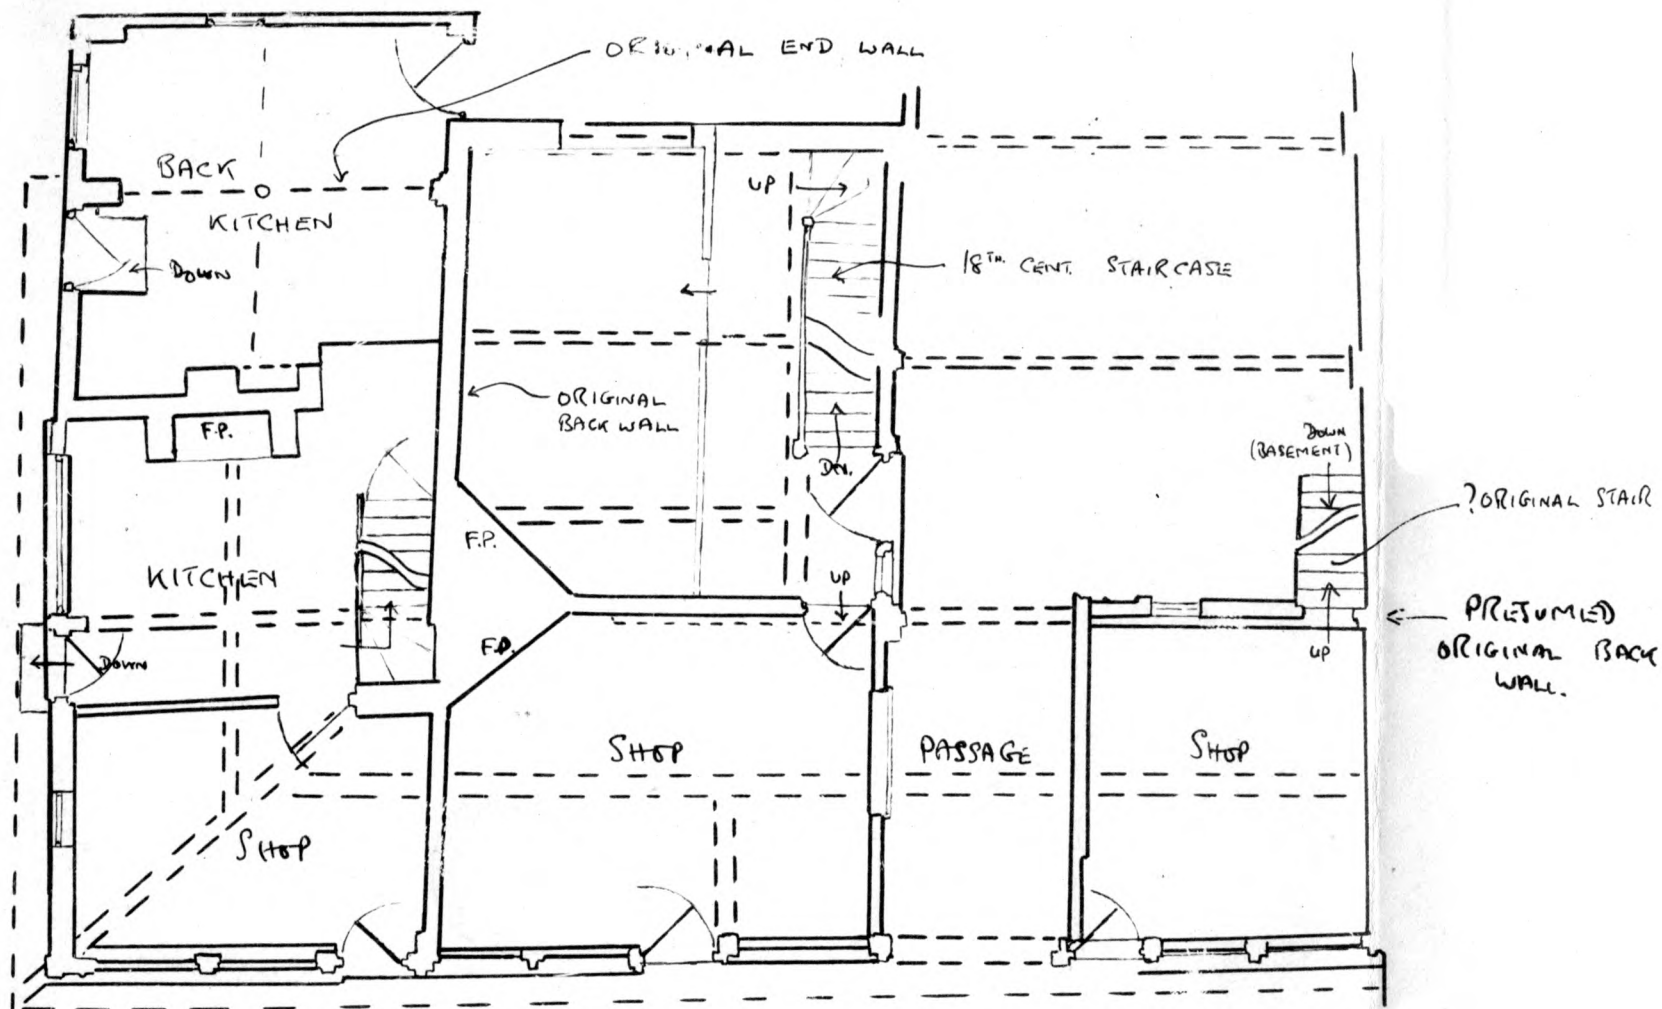 ORIGINAL END WALL
BACK
KITCHEN
DOWN
UP
18TH. CENT. STAIRCASE
ORIGINAL
BACK WALL
F.P.
DN.
DOWN
(BASEMENT)
? ORIGINAL STAIR
F.P.
KITCHEN
UP
PRESUMED
ORIGINAL BACK
WALL.
F.P.
UP
DOWN
SHOP
PASSAGE
SHOP
SHOP